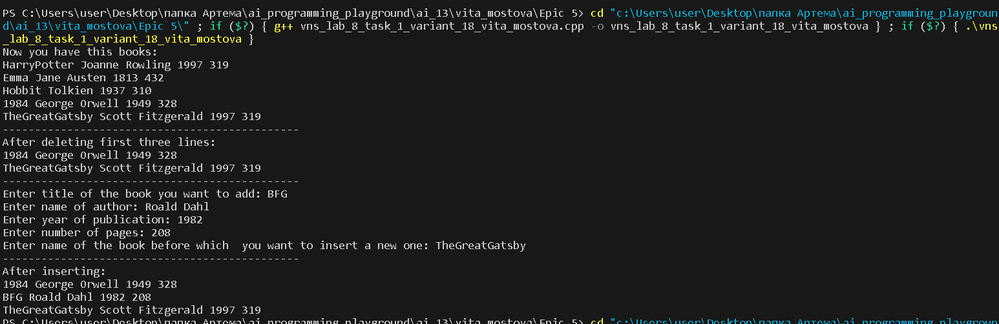 PS C:\Users\user\Desktop\папка Артема\ai_programming_playground\ai_13\vita_mostova\Epic 5> cd "c:\Users\user\Desktop\папка Артема\ai_programming_playgroun
d\ai_13\vita_mostova\Epic 5\" ; if ($?) { g++ vns_lab_8_task_1_variant_18_vita_mostova.cpp -o vns_lab_8_task_1_variant_18_vita_mostova } ; if ($?) { .\vns
_lab_8_task_1_variant_18_vita_mostova }
Now you have this books:
HarryPotter Joanne Rowling 1997 319
Emma Jane Austen 1813 432
Hobbit Tolkien 1937 310
1984 George Orwell 1949 328
TheGreatGatsby Scott Fitzgerald 1997 319
----------------------------------------------
After deleting first three lines:
1984 George Orwell 1949 328
TheGreatGatsby Scott Fitzgerald 1997 319
----------------------------------------------
Enter title of the book you want to add: BFG
Enter name of author: Roald Dahl
Enter year of publication: 1982
Enter number of pages: 208
Enter name of the book before which  you want to insert a new one: TheGreatGatsby
----------------------------------------------
After inserting:
1984 George Orwell 1949 328
BFG Roald Dahl 1982 208
TheGreatGatsby Scott Fitzgerald 1997 319
PS C:\Users\user\Desktop\папка Артема\ai_programming_playground\ai_13\vita_mostova\Epic 5> cd "c:\Users\user\Desktop\папка Артема\ai_programming_playgroun